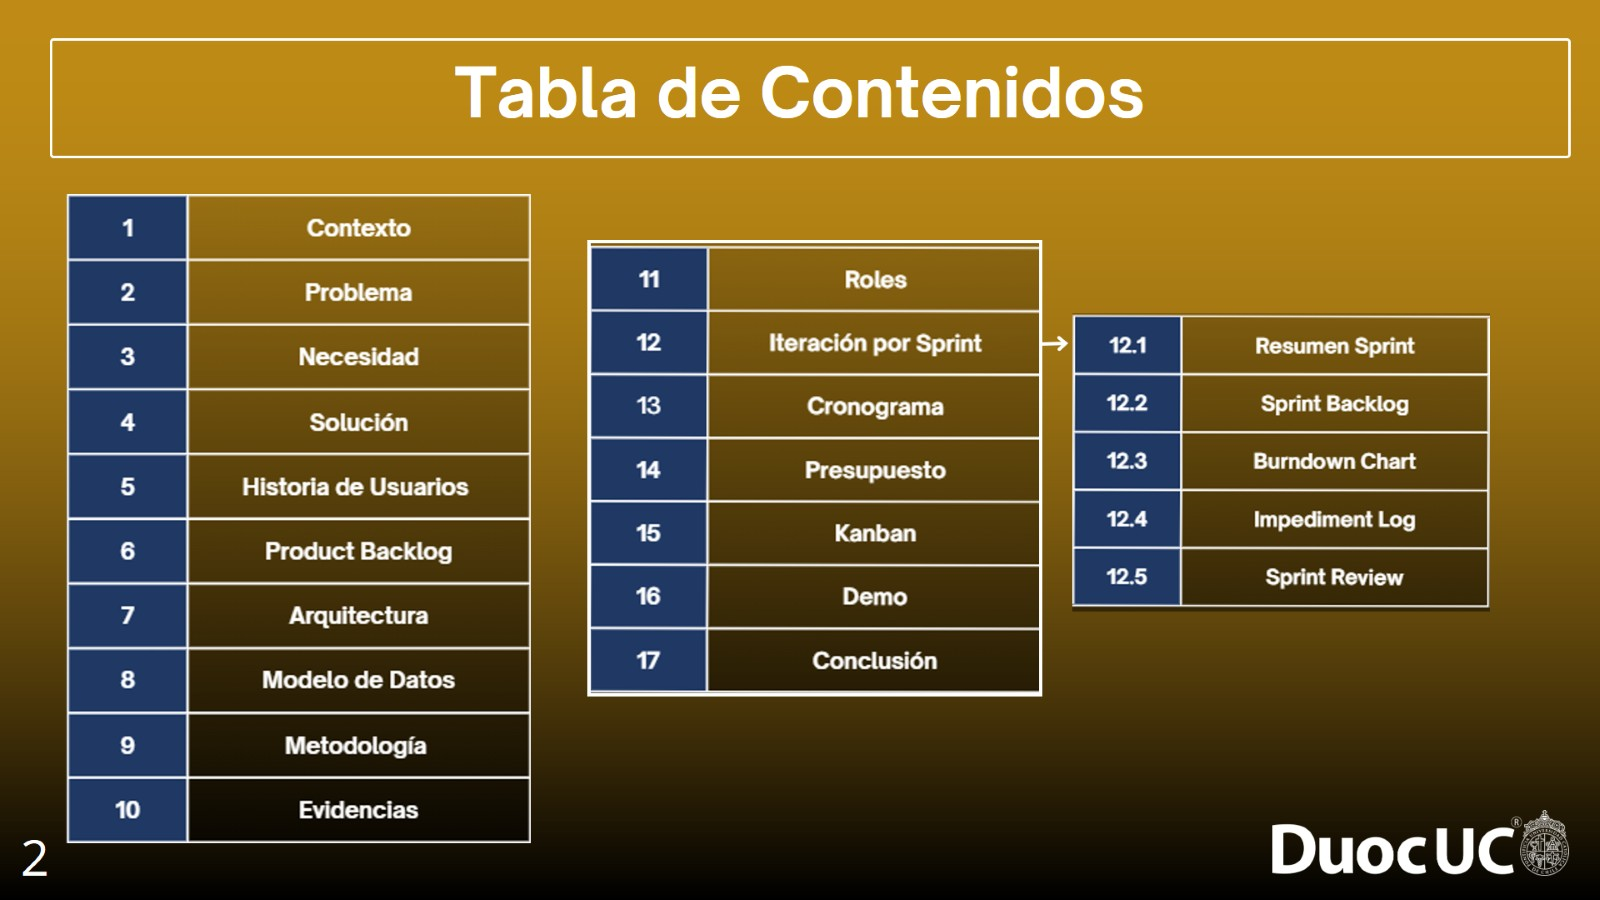 Tabla de Contenidos
1 Contexto
2 Problema
3 Necesidad
4 Solución
5 Historia de Usuarios
6 Product Backlog
7 Arquitectura
8 Modelo de Datos
9 Metodología
10 Evidencias
11 Roles
12 Iteración por Sprint
13 Cronograma
14 Presupuesto
15 Kanban
16 Demo
17 Conclusión
12.1 Resumen Sprint
12.2 Sprint Backlog
12.3 Burndown Chart
12.4 Impediment Log
12.5 Sprint Review
2
DuocUC®